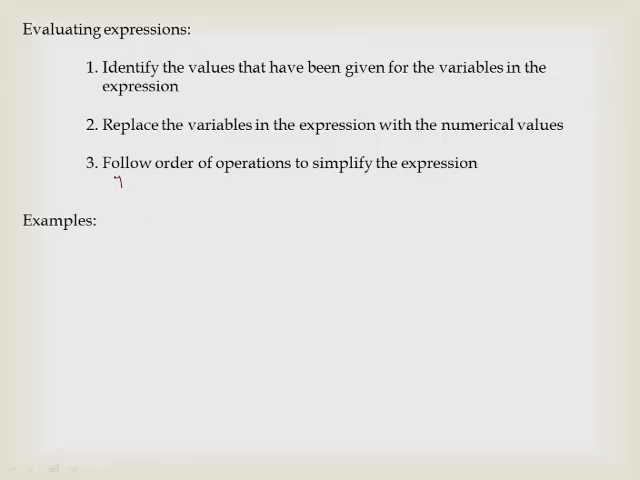 Evaluating expressions:
1. Identify the values that have been given for the variables in the
expression
2. Replace the variables in the expression with the numerical values
3. Follow order of operations to simplify the expression
Examples: